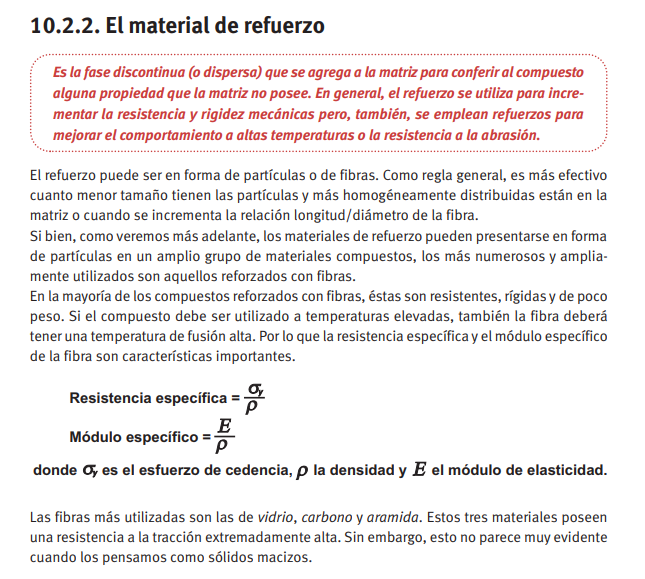 10.2.2. El material de refuerzo
Es la fase discontinua (o dispersa) que se agrega a la matriz para conferir al compuesto
alguna propiedad que la matriz no posee. En general, el refuerzo se utiliza para incre-
mentar la resistencia y rigidez mecánicas pero, también, se emplean refuerzos para
mejorar el comportamiento a altas temperaturas o la resistencia a la abrasión.
El refuerzo puede ser en forma de partículas o de fibras. Como regla general, es más efectivo
cuanto menor tamaño tienen las partículas y más homogéneamente distribuidas están en la
matriz o cuando se incrementa la relación longitud/diámetro de la fibra.
Si bien, como veremos más adelante, los materiales de refuerzo pueden presentarse en forma
de partículas en un amplio grupo de materiales compuestos, los más numerosos y amplia-
mente utilizados son aquellos reforzados con fibras.
En la mayoría de los compuestos reforzados con fibras, éstas son resistentes, rígidas y de poco
peso. Si el compuesto debe ser utilizado a temperaturas elevadas, también la fibra deberá
tener una temperatura de fusión alta. Por lo que la resistencia específica y el módulo específico
de la fibra son características importantes.
Resistencia específica = σy/ρ
Módulo específico = E/ρ
donde σy es el esfuerzo de cedencia, ρ la densidad y E el módulo de elasticidad.
Las fibras más utilizadas son las de vidrio, carbono y aramida. Estos tres materiales poseen
una resistencia a la tracción extremadamente alta. Sin embargo, esto no parece muy evidente
cuando los pensamos como sólidos macizos.